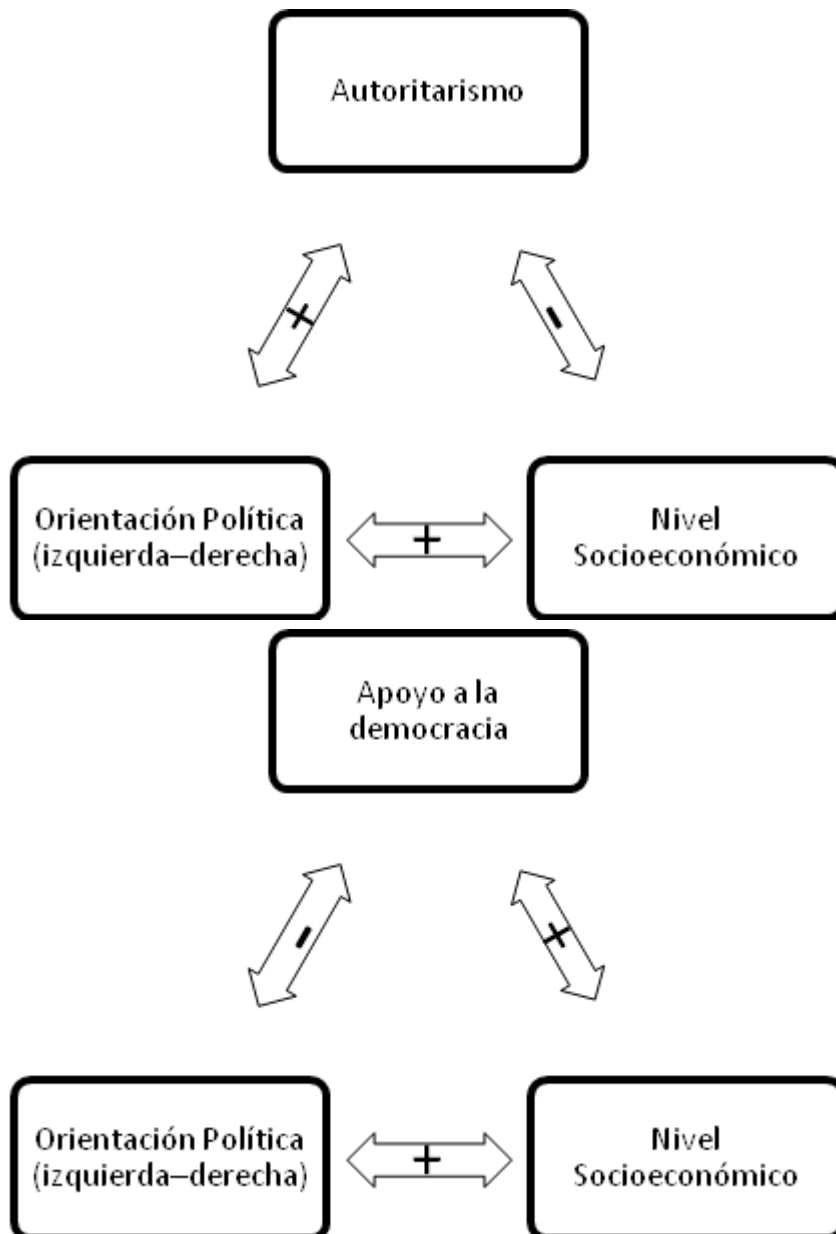 Autoritarismo
+
-
Orientación Política
(izquierda–derecha)
+
Nivel
Socioeconómico
Apoyo a la
democracia
-
+
Orientación Política
(izquierda–derecha)
+
Nivel
Socioeconómico